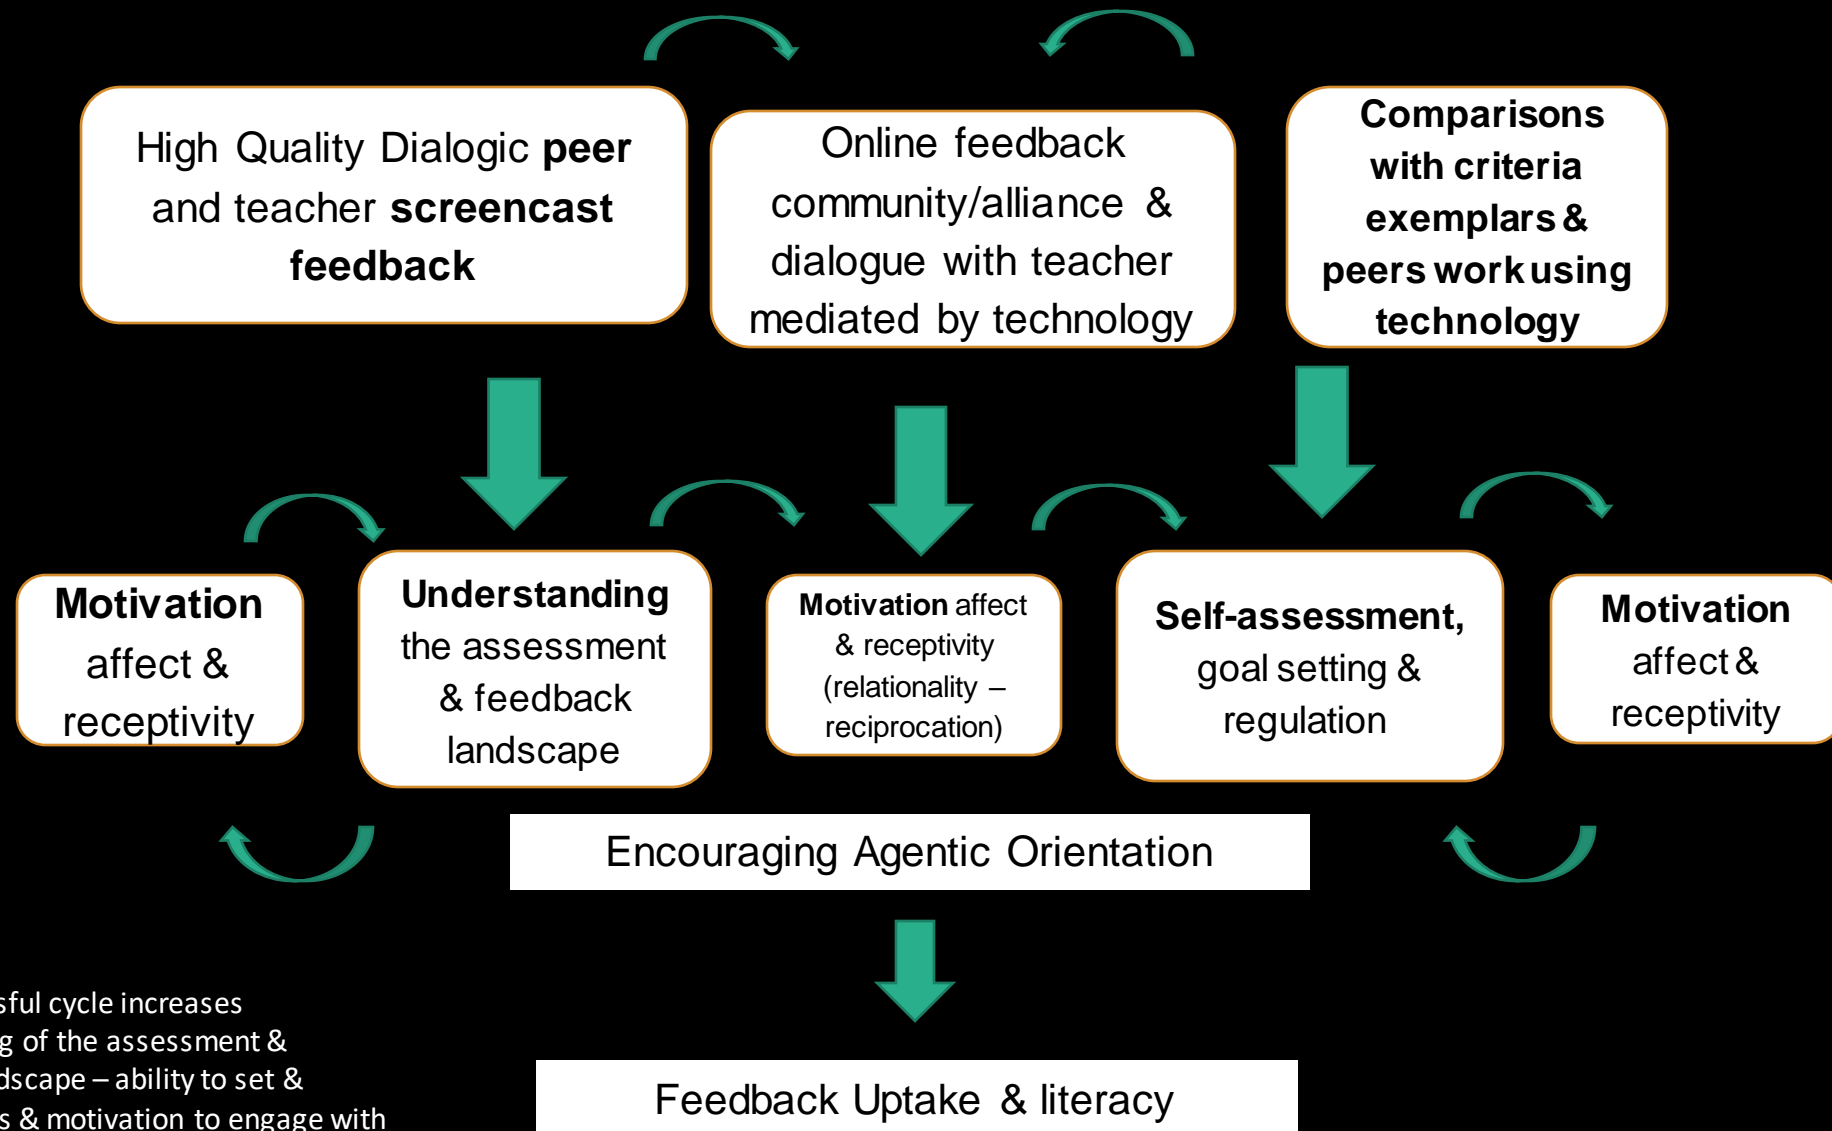 High Quality Dialogic peer
and teacher screencast
feedback
Online feedback
community/alliance &
dialogue with teacher
mediated by technology
Comparisons
with criteria
exemplars &
peers work using
technology
Motivation
affect &
receptivity
Understanding
the assessment
& feedback
landscape
Motivation affect
& receptivity
(relationality –
reciprocation)
Self-assessment,
goal setting &
regulation
Motivation
affect &
receptivity
Encouraging Agentic Orientation
cycle increases
of the assessment &
– ability to set &
& motivation to engage with
Feedback Uptake & literacy